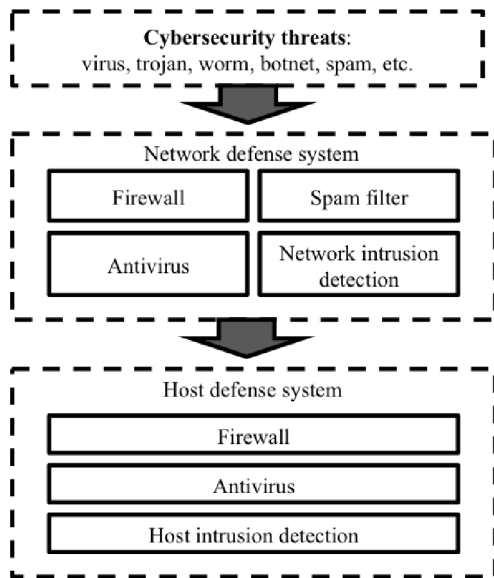 Cybersecurity threats:
virus, trojan, worm, botnet, spam, etc.
Network defense system
Firewall
Spam filter
Antivirus
Network intrusion
detection
Host defense system
Firewall
Antivirus
Host intrusion detection